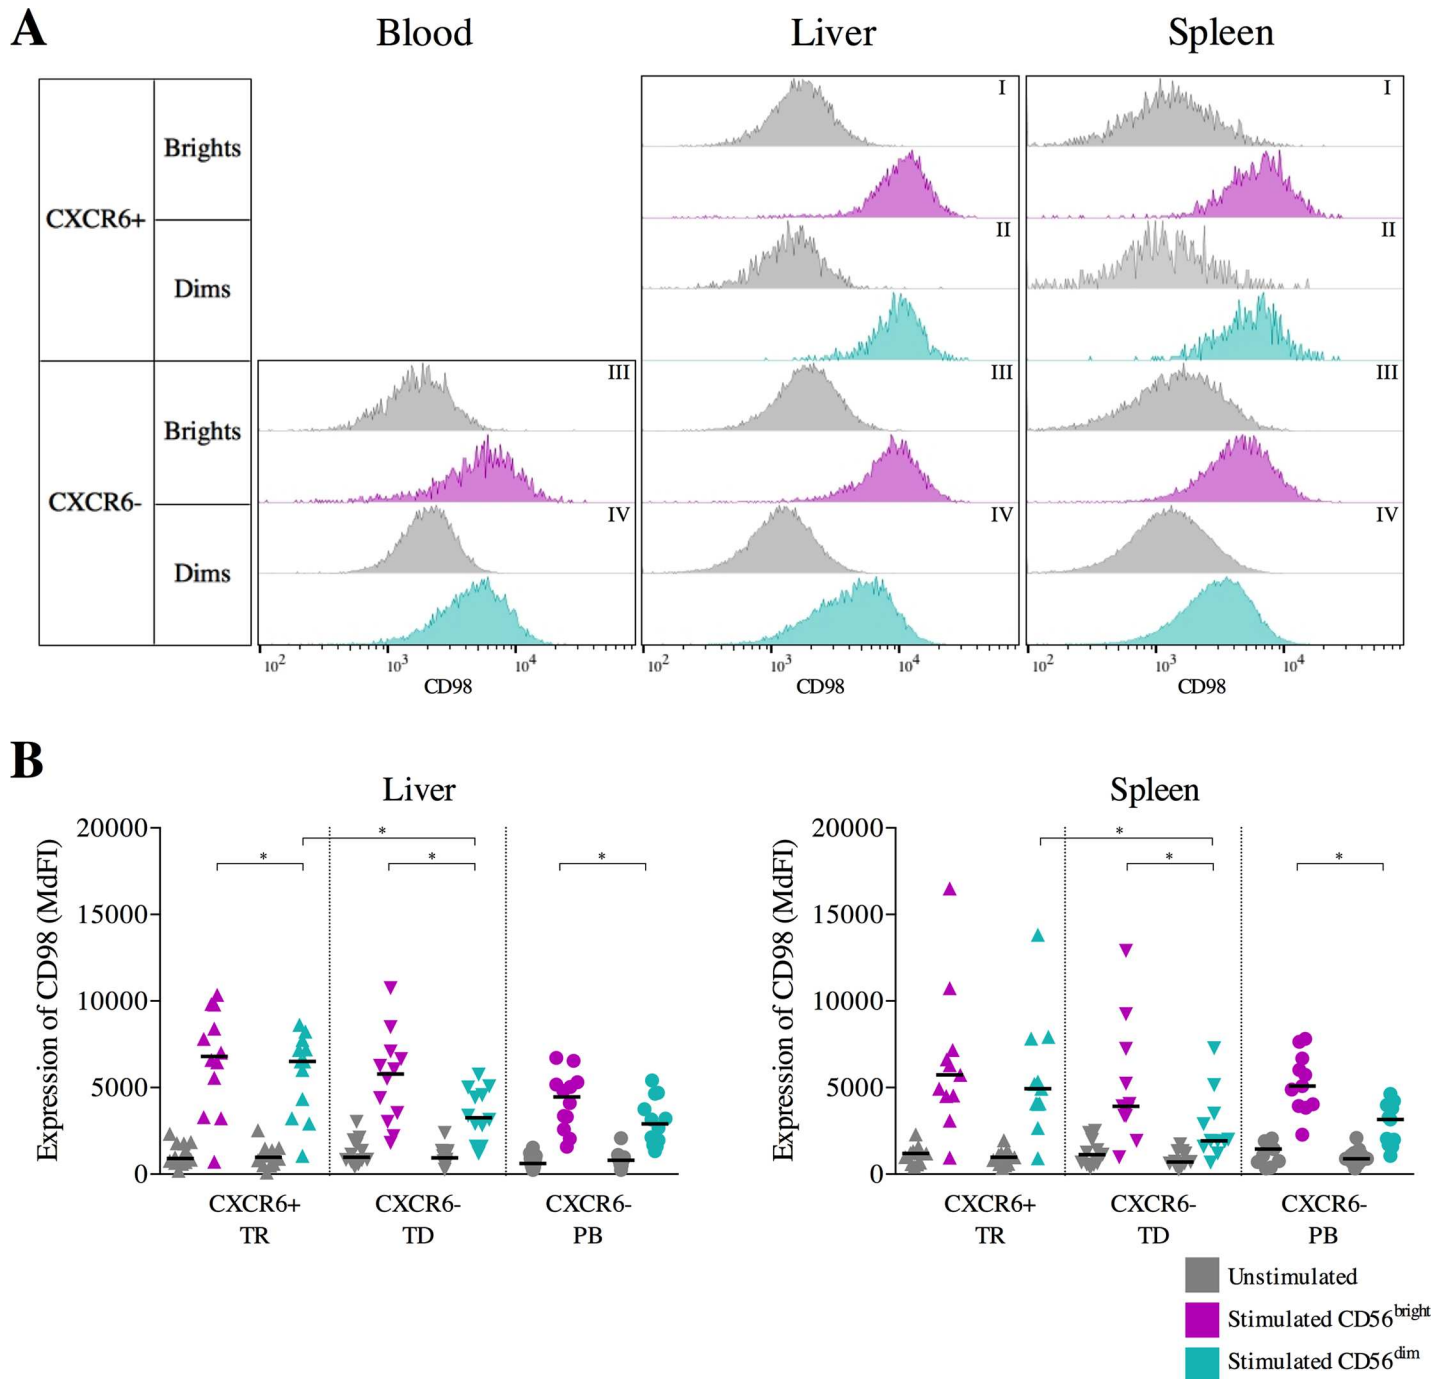 A
Blood
Liver
Spleen
CXCR6+
Brights
Dims
CXCR6-
Brights
Dims
III
IV
I
II
III
IV
I
II
III
IV
10² 10³ 10⁴
CD98
10² 10³ 10⁴
CD98
10² 10³ 10⁴
CD98
B
Liver
Expression of CD98 (MdFI)
20000
15000
10000
5000
0
* * * *
CXCR6+ CXCR6- CXCR6-
TR TD PB
Spleen
Expression of CD98 (MdFI)
20000
15000
10000
5000
0
* * *
CXCR6+ CXCR6- CXCR6-
TR TD PB
Unstimulated
Stimulated CD56bright
Stimulated CD56dim